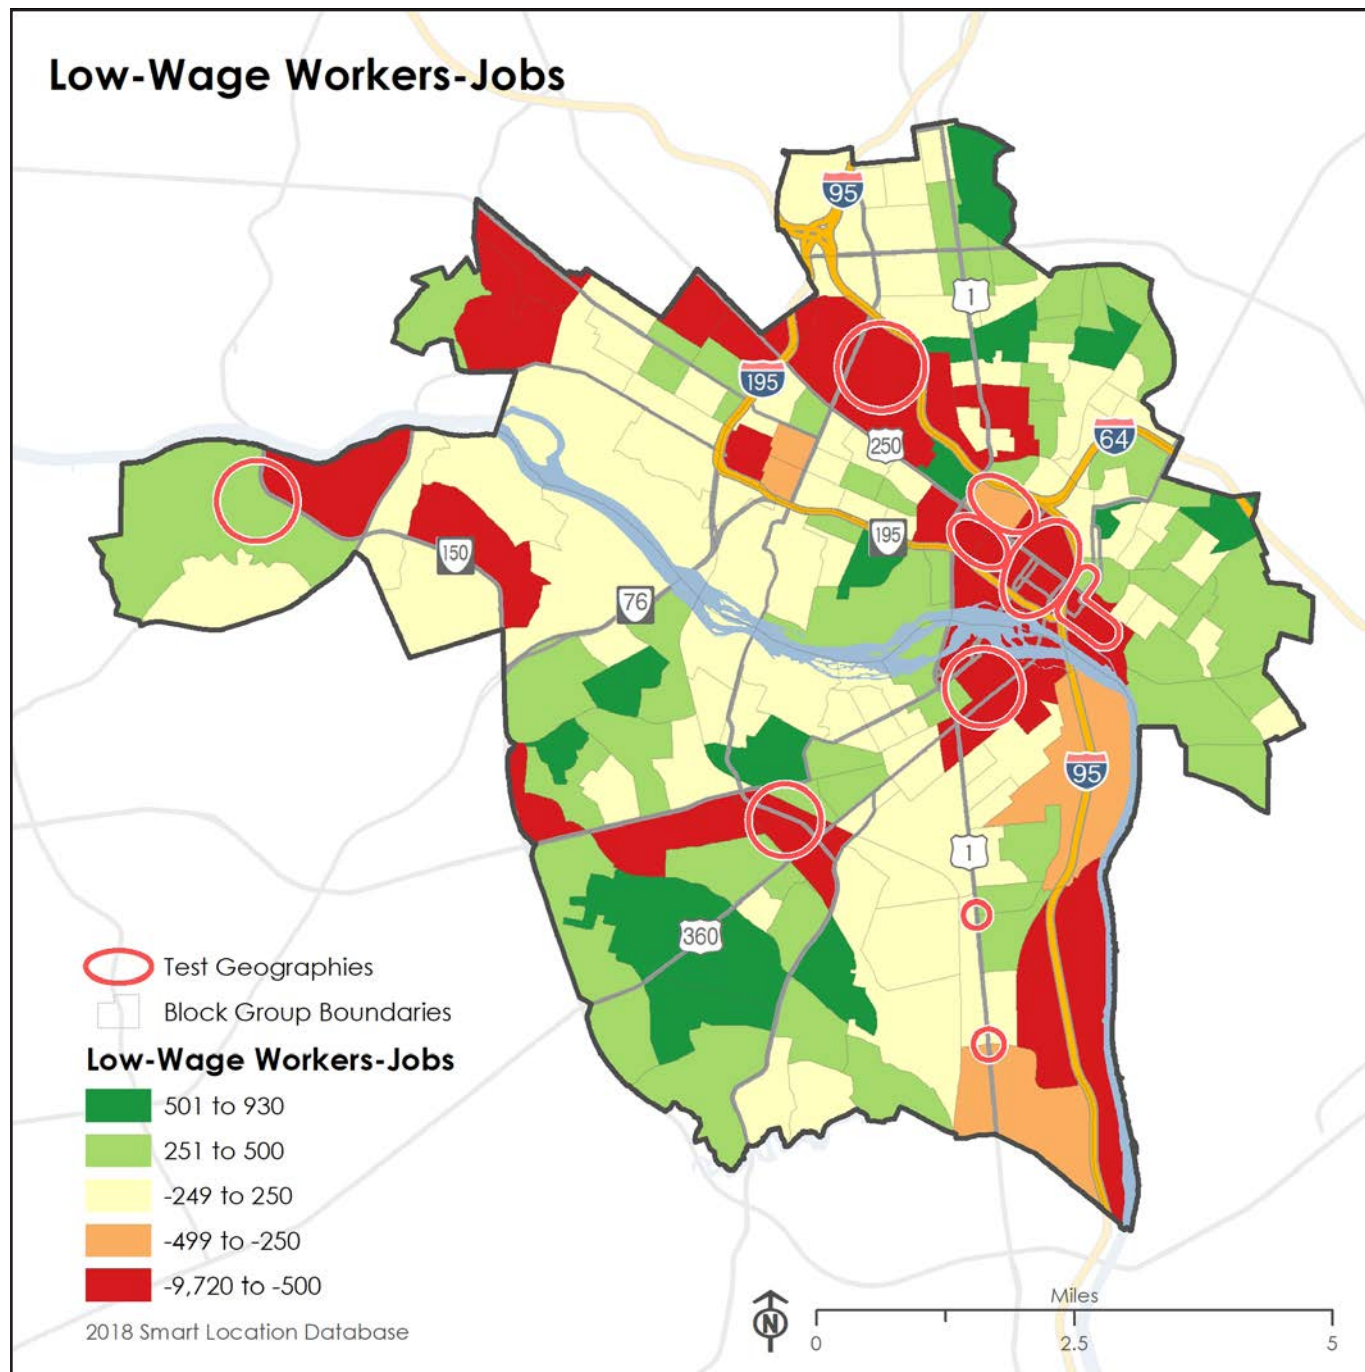 Low-Wage Workers-Jobs
95
1
195
250
64
150
195
76
95
1
360
Test Geographies
Block Group Boundaries
Low-Wage Workers-Jobs
501 to 930
251 to 500
-249 to 250
-499 to -250
-9,720 to -500
2018 Smart Location Database
N
Miles
0
2.5
5